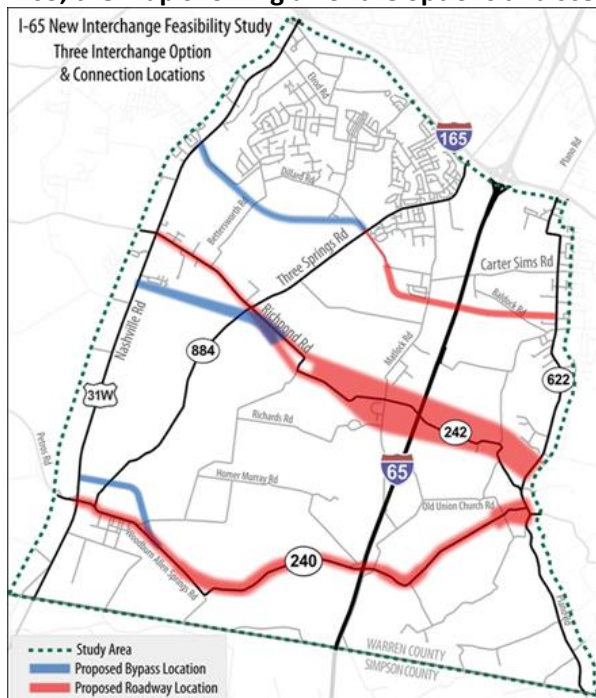 I-65 New Interchange Feasibility Study
Three Interchange Option
& Connection Locations
Elrod Rd
165
Plano Rd
Dillard Rd
Bettersworth Rd
Three Springs Rd
Carter Sims Rd
Baldock Rd
Nashville Rd
Richpond Rd
884
Matlock Rd
622
31W
242
Richards Rd
65
Petros Rd
Homer Murray Rd
Old Union Church Rd
240
Woodburn Allen Springs Rd
Plano Rd
WARREN COUNTY
SIMPSON COUNTY
Study Area
Proposed Bypass Location
Proposed Roadway Location